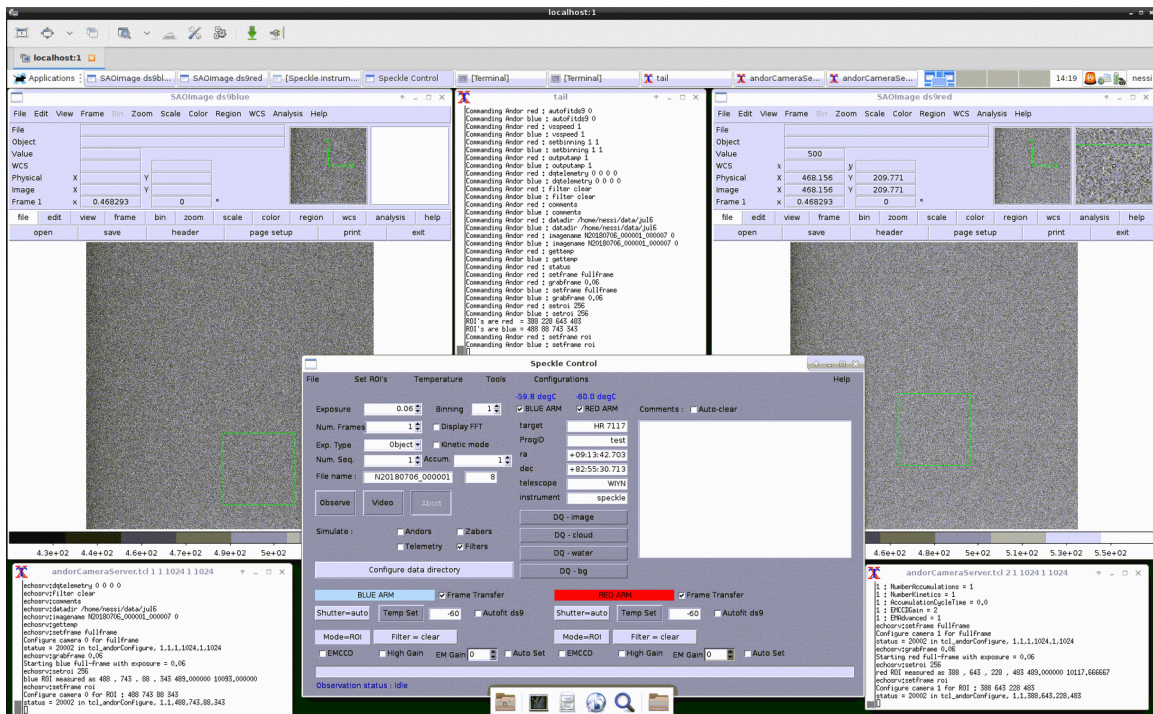 localhost:1
localhost:1
Applications
SAOImage ds9bl...
SAOImage ds9red
[Speckle Instrum...
Speckle Control
[Terminal]
[Terminal]
tail
andorCameraSe...
andorCameraSe...
14:19
nessi
SAOImage ds9blue
File Edit View Frame Bin Zoom Scale Color Region WCS Analysis Help
File
Object
Value
WCS
Physical X Y
Image X Y
Frame 1 x 0.468293 0 °
file edit view frame bin zoom scale color region wcs analysis help
open save header page setup print exit
4.3e+02 4.4e+02 4.6e+02 4.7e+02 4.9e+02 5e+02
tail
Commanding Andor red : autofitds9 0
Commanding Andor blue : autofitds9 0
Commanding Andor red : vsspeed 1
Commanding Andor blue : vsspeed 1
Commanding Andor red : setbinning 1 1
Commanding Andor blue : setbinning 1 1
Commanding Andor red : outputamp 1
Commanding Andor blue : outputamp 1
Commanding Andor red : dqtelemetry 0 0 0 0
Commanding Andor blue : dqtelemetry 0 0 0 0
Commanding Andor red : filter clear
Commanding Andor blue : filter clear
Commanding Andor red : comments
Commanding Andor blue : comments
Commanding Andor red : datadir /home/nessi/data/jul6
Commanding Andor blue : datadir /home/nessi/data/jul6
Commanding Andor red : imagename N20180706_000001_000007 0
Commanding Andor blue : imagename N20180706_000001_000007 0
Commanding Andor red : gettemp
Commanding Andor blue : gettemp
Commanding Andor red : status
Commanding Andor red : setframe fullframe
Commanding Andor red : grabframe 0.06
Commanding Andor blue : setframe fullframe
Commanding Andor blue : grabframe 0.06
Commanding Andor red : setroi 256
Commanding Andor blue : setroi 256
ROI's are red = 388 228 643 483
ROI's are blue = 488 88 743 343
Commanding Andor red : setframe roi
Commanding Andor blue : setframe roi
SAOImage ds9red
File Edit View Frame Bin Zoom Scale Color Region WCS Analysis Help
File
Object
Value 500
WCS x y
Physical X 468.156 Y 209.771
Image X 468.156 Y 209.771
Frame 1 x 0.468293 0 °
file edit view frame bin zoom scale color region wcs analysis help
open save header page setup print exit
4.6e+02 4.8e+02 5e+02 5.1e+02 5.3e+02 5.5e+02
Speckle Control
File Set ROI's Temperature Tools Configurations Help
-59.8 degC -60.0 degC
Exposure 0.06 Binning 1 BLUE ARM RED ARM Comments : Auto-clear
Num. Frames 1 Display FFT target HR 7117
Exp. Type Object Kinetic mode ProgID test
Num. Seq. 1 Accum. 1 ra +09:13:42.703
File name : N20180706_000001 8 dec +82:55:30.713
telescope WIYN
Observe Video Abort instrument speckle
DQ - image
Simulate : Andors Zabers DQ - cloud
Telemetry Filters DQ - water
Configure data directory DQ - bg
BLUE ARM Frame Transfer RED ARM Frame Transfer
Shutter=auto Temp Set -60 Autofit ds9 Shutter=auto Temp Set -60 Autofit ds9
Mode=ROI Filter = clear Mode=ROI Filter = clear
EMCCD High Gain EM Gain 0 Auto Set EMCCD High Gain EM Gain 0 Auto Set
Observation status : Idle
andorCameraServer.tcl 1 1 1024 1 1024
echosrv:dqtelemetry 0 0 0 0
echosrv:filter clear
echosrv:datadir /home/nessi/data/jul6
echosrv:imagename N20180706_000001_000007 0
echosrv:gettemp
echosrv:setframe fullframe
Configure camera 0 for fullframe
status = 20002 in tcl_andorConfigure, 1,1,1,1024,1,1024
echosrv:grabframe 0.06
Starting blue full-frame with exposure = 0.06
echosrv:setroi 256
blue ROI measured as 488 , 743 , 88 , 343 489.000000 10093.000000
echosrv:setframe roi
Configure camera 0 for ROI : 488 743 88 343
status = 20002 in tcl_andorConfigure, 1,1,488,743,88,343
andorCameraServer.tcl 2 1 1024 1 1024
1 : NumberAccumulations = 1
1 : NumberKinetics = 1
1 : AccumulationCycleTime = 0.0
1 : EMCCDGain = 2
1 : EMAdvanced = 1
echosrv:setframe fullframe
Configure camera 1 for fullframe
status = 20002 in tcl_andorConfigure, 1,1,1,1024,1,1024
echosrv:grabframe 0.06
Starting red full-frame with exposure = 0.06
echosrv:setroi 256
red ROI measured as 388 , 643 , 228 , 483 489.000000 10117.666667
echosrv:setframe roi
Configure camera 1 for ROI : 388 643 228 483
status = 20002 in tcl_andorConfigure, 1,1,388,643,228,483